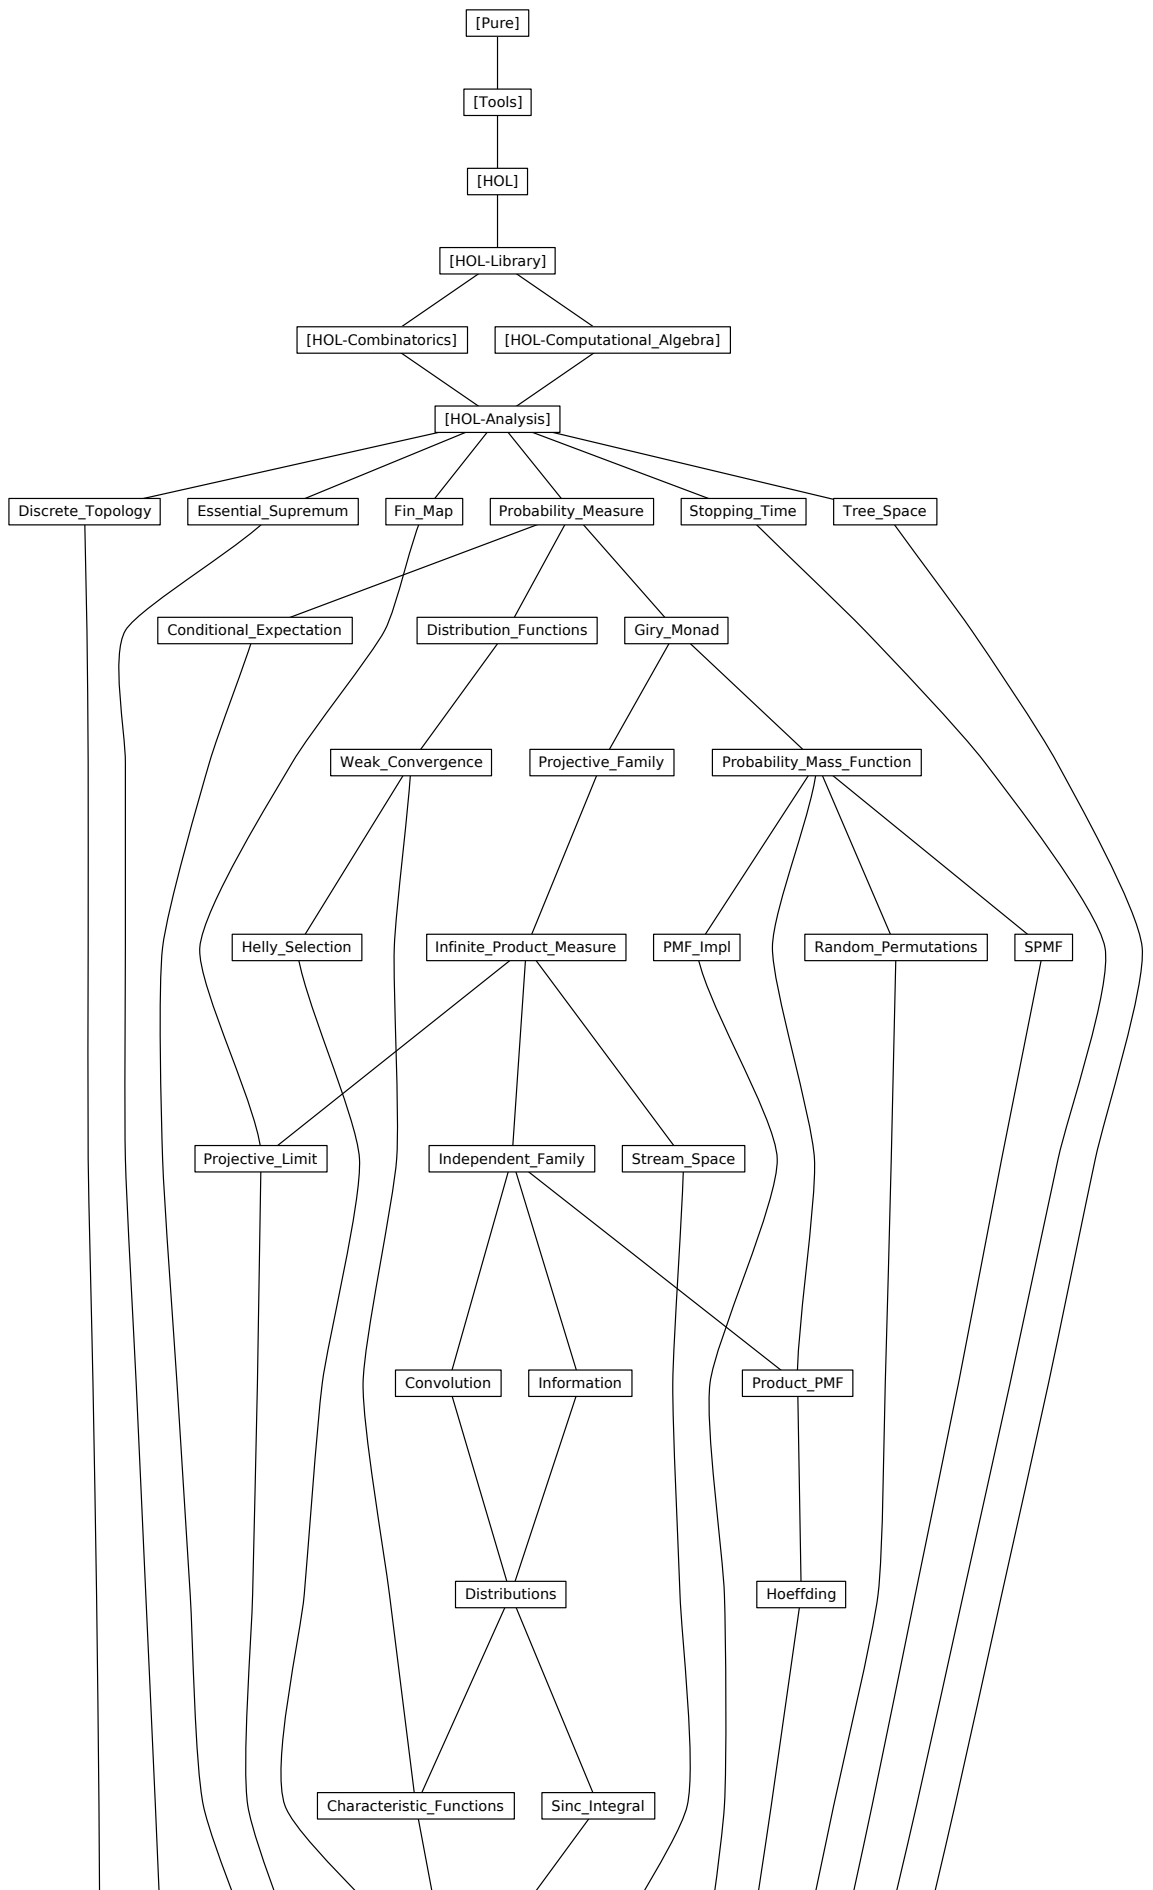 [Pure]
[Tools]
[HOL]
[HOL-Library]
[HOL-Combinatorics]
[HOL-Computational_Algebra]
[HOL-Analysis]
Discrete_Topology
Essential_Supremum
Fin_Map
Probability_Measure
Stopping_Time
Tree_Space
Conditional_Expectation
Distribution_Functions
Giry_Monad
Weak_Convergence
Projective_Family
Probability_Mass_Function
Helly_Selection
Infinite_Product_Measure
PMF_Impl
Random_Permutations
SPMF
Projective_Limit
Independent_Family
Stream_Space
Convolution
Information
Product_PMF
Distributions
Hoeffding
Characteristic_Functions
Sinc_Integral